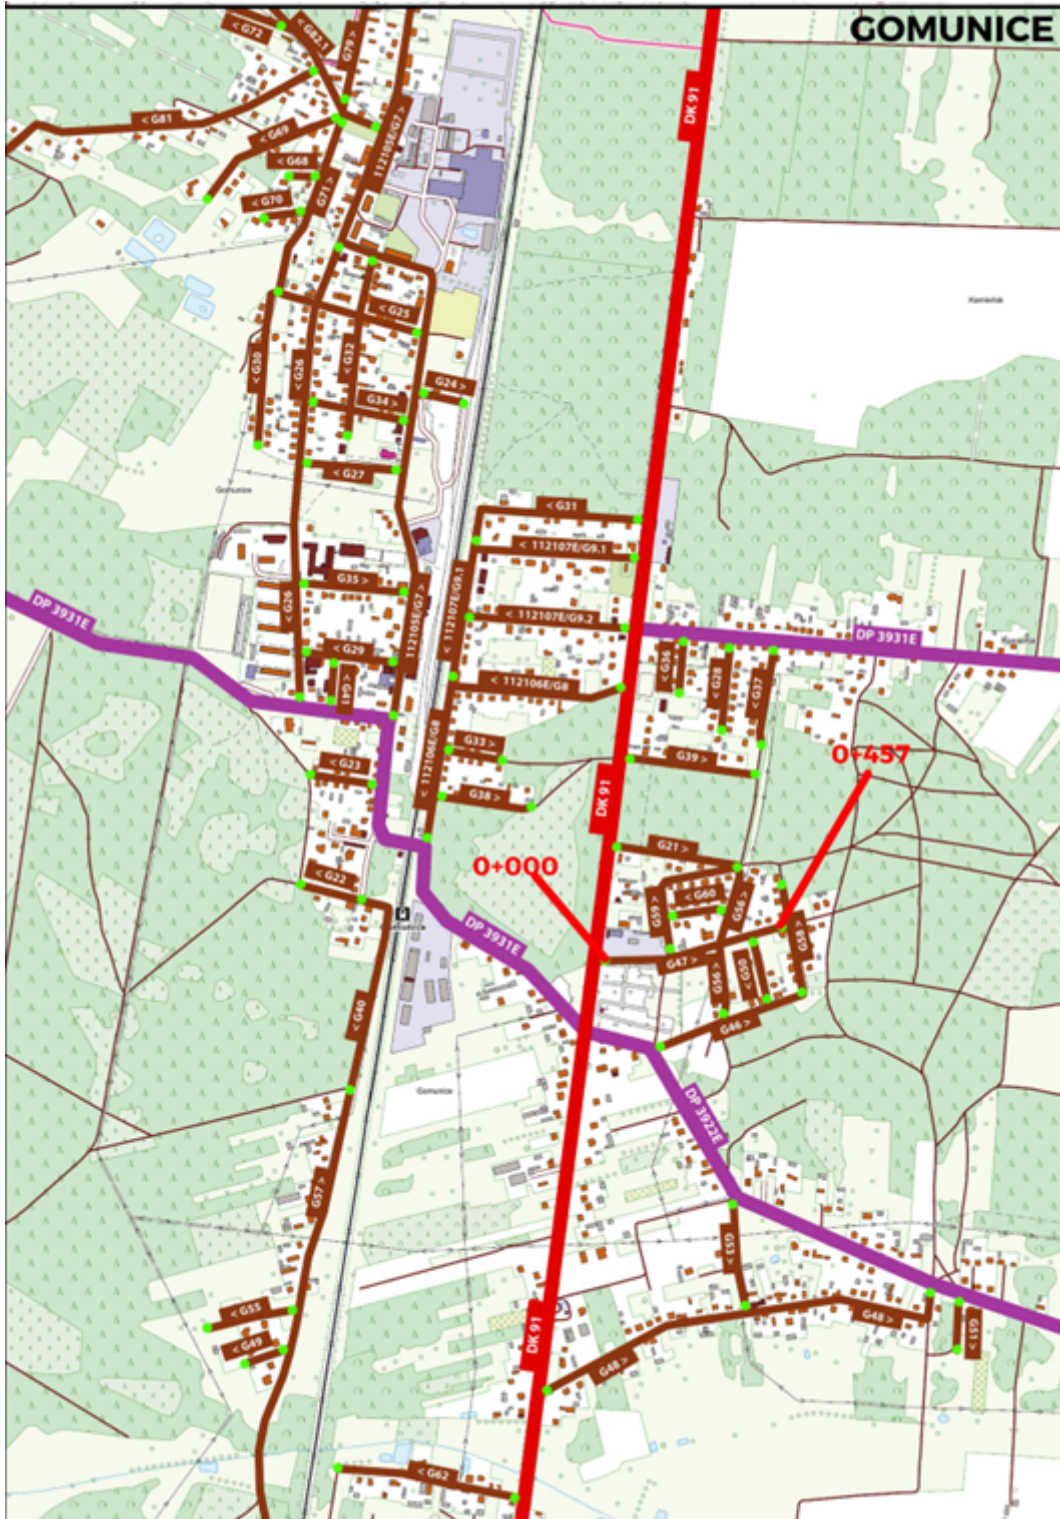 GOMUNICE
< G72
G82.1
G79 >
DK 91
< G81
< G69
112105E/G7 >
< G68
G71 >
< G70
Kamieńsk
< G25
< G30
< G26
< G32
G24 >
G34 >
< G27
Gomunice
< G31
< 112107E/G9.1
G35 >
< 112107E/G9.1
112105E/G7 >
DP 3931E
< G26
< 112107E/G9.2
DP 3931E
< G29
< G36
< G28
< G37
< G41
< 112106E/G8
G33 >
< 112106E/G8
G39 >
0+457
< G23
G38 >
DK 91
G21 >
0+000
< G22
< G60
G59 >
G56 >
DP 3931E
G58 >
G47 >
G56 >
< G50
< G40
G46 >
Gomunice
DP 3922E
G57 >
G53 >
< G55
G48 >
DK 91
< G49
G51 >
G48 >
< G62